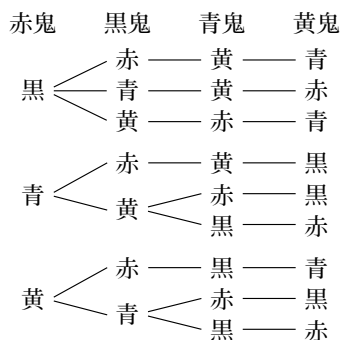 赤鬼 黒鬼 青鬼 黄鬼
赤 黄 青
黒 青 黄 赤
黄 赤 青
赤 黄 黒
青 黄 赤 黒
黒 赤
赤 黒 青
黄 青 赤 黒
黒 赤